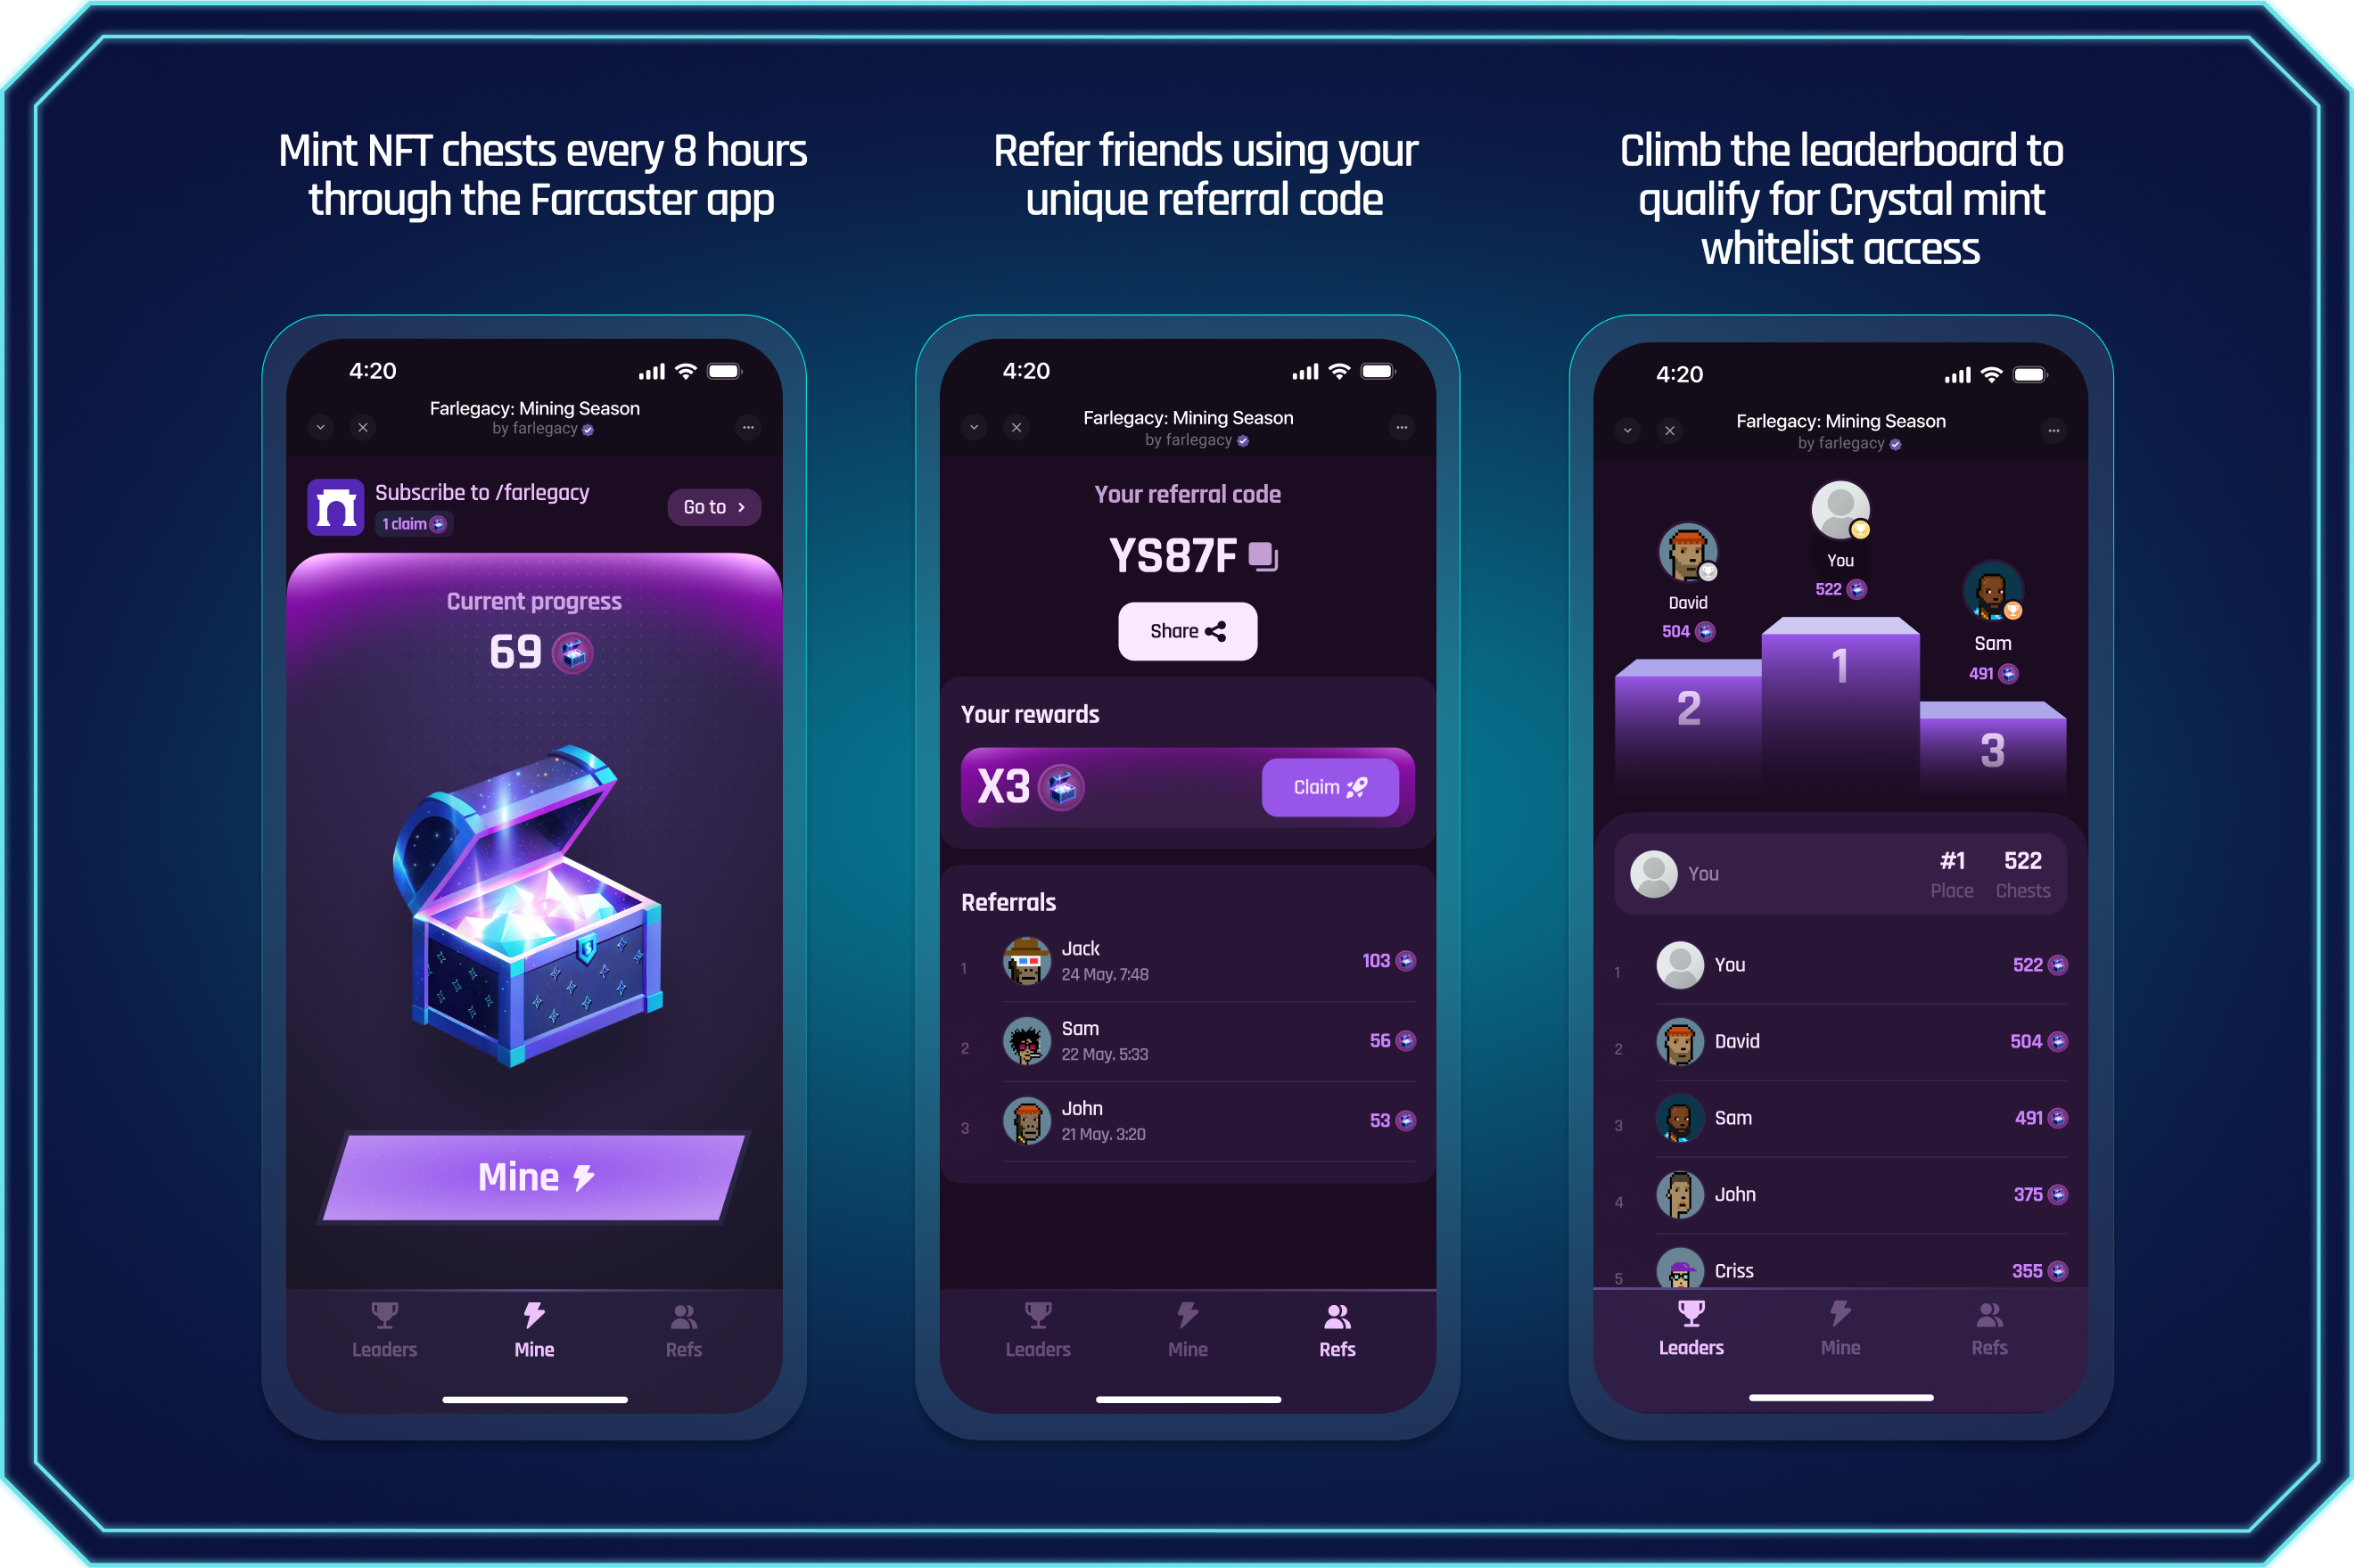 Mint NFT chests every 8 hours
through the Farcaster app
4:20
Farlegacy: Mining Season
by farlegacy
Subscribe to /farlegacy
1 claim
Go to
Current progress
69
Mine
Leaders
Mine
Refs
Refer friends using your
unique referral code
4:20
Farlegacy: Mining Season
by farlegacy
Your referral code
YS87F
Share
Your rewards
X3
Claim
Referrals
1
Jack
24 May. 7:48
103
2
Sam
22 May. 5:33
56
3
John
21 May. 3:20
53
Leaders
Mine
Refs
Climb the leaderboard to
qualify for Crystal mint
whitelist access
4:20
Farlegacy: Mining Season
by farlegacy
David
504
You
522
Sam
491
2
1
3
You
#1
Place
522
Chests
1
You
522
2
David
504
3
Sam
491
4
John
375
5
Criss
355
Leaders
Mine
Refs